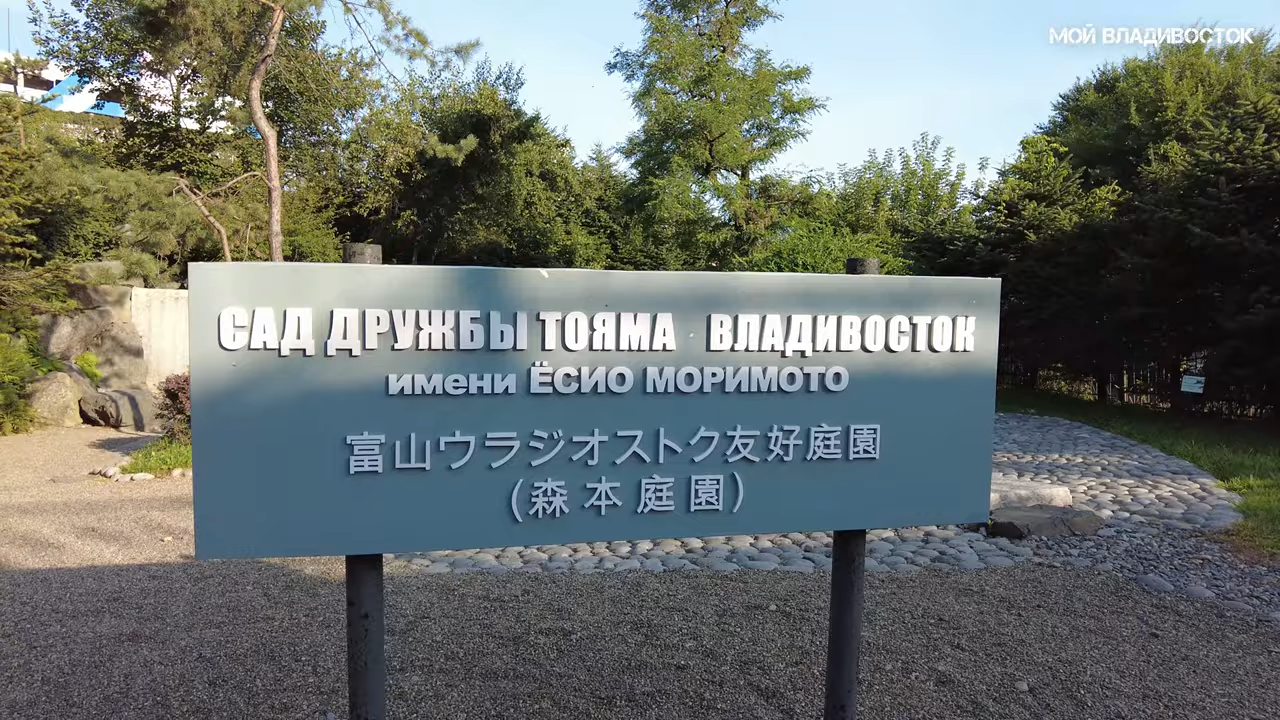 МОЙ ВЛАДИВОСТОК
САД ДРУЖБЫ ТОЯМА ВЛАДИВОСТОК
имени ЁСИО МОРИМОТО
富山ウラジオストク友好庭園
(森本庭園)